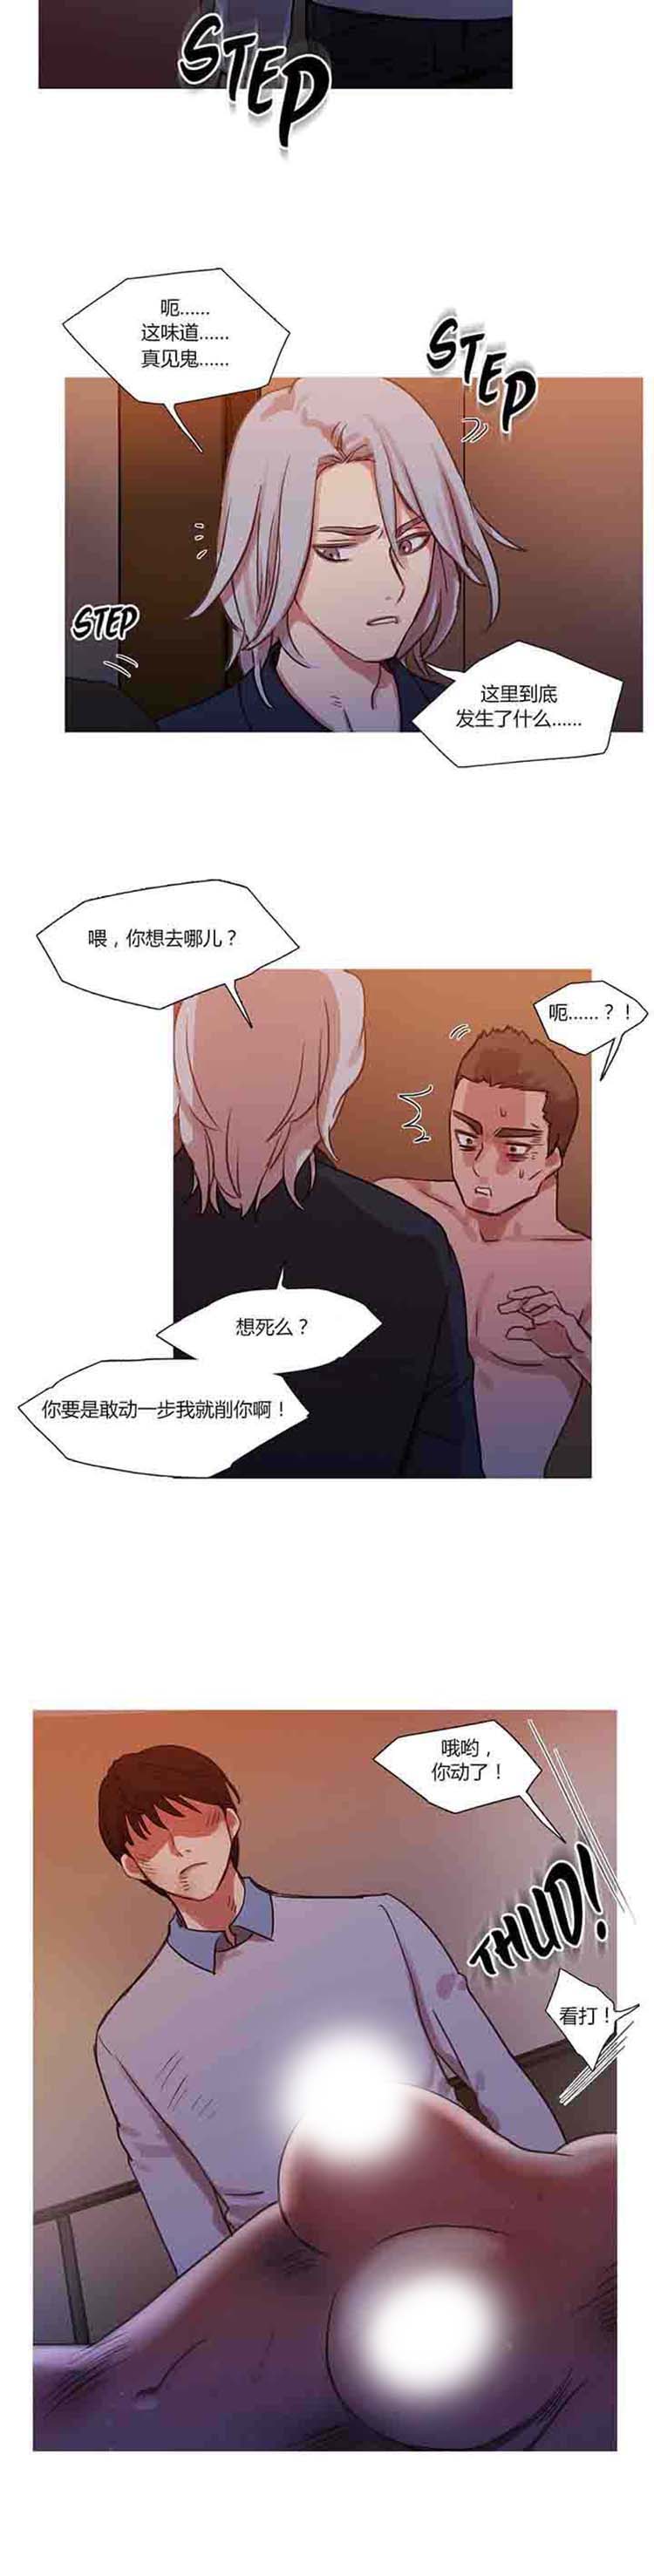 STEP
呃……
这味道……
真见鬼……
STEP
STEP
这里到底
发生了什么……
喂，你想去哪儿？
呃……？！
想死么？
你要是敢动一步我就削你啊！
哦哟，
你动了！
THUD!
看打！